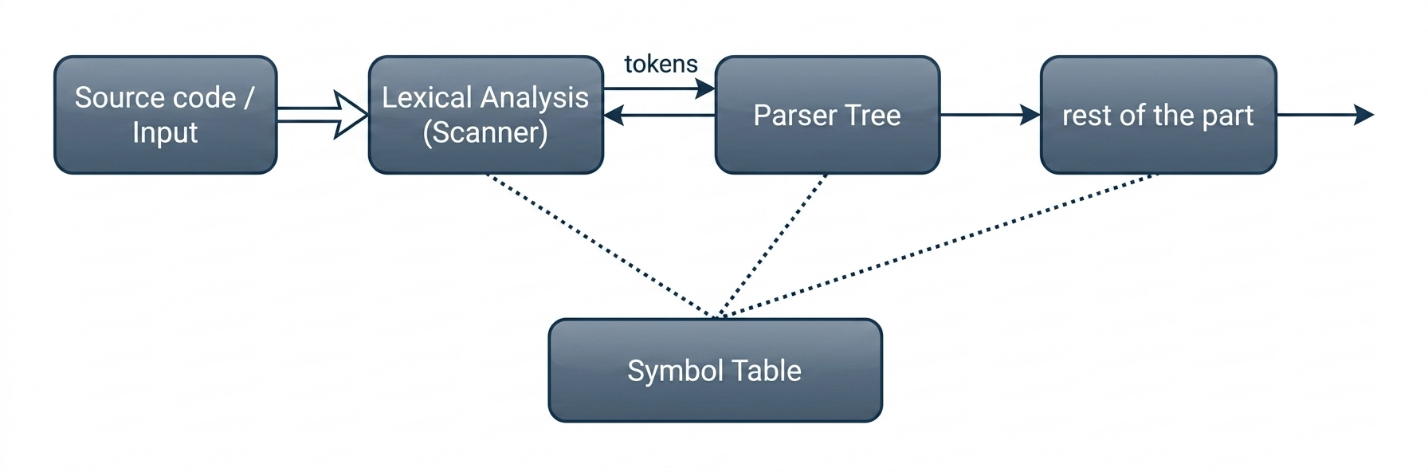 Source code /
Input
Lexical Analysis
(Scanner)
tokens
Parser Tree
rest of the part
Symbol Table